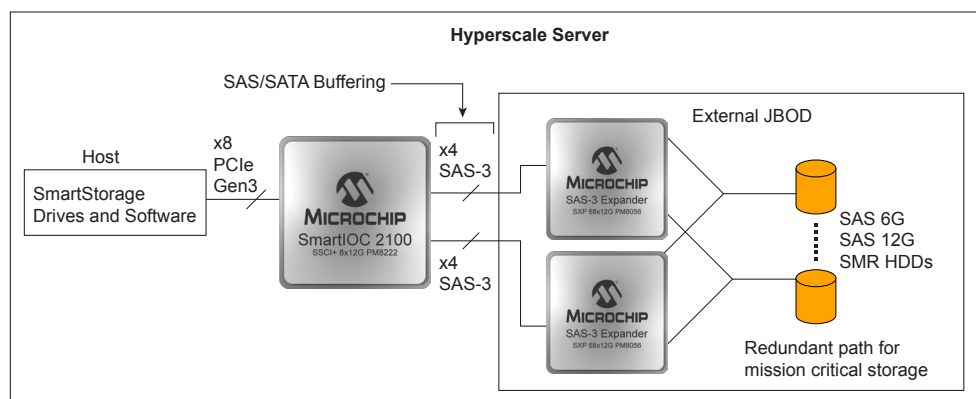 Hyperscale Server
SAS/SATA Buffering
External JBOD
Host
SmartStorage
Drives and Software
x8
PCIe
Gen3
MICROCHIP
SmartIOC 2100
SSCI+ 8x12G PM8222
x4
SAS-3
x4
SAS-3
MICROCHIP
SAS-3 Expander
SXP 68x12G PM8056
MICROCHIP
SAS-3 Expander
SXP 68x12G PM8056
SAS 6G
SAS 12G
SMR HDDs
Redundant path for
mission critical storage